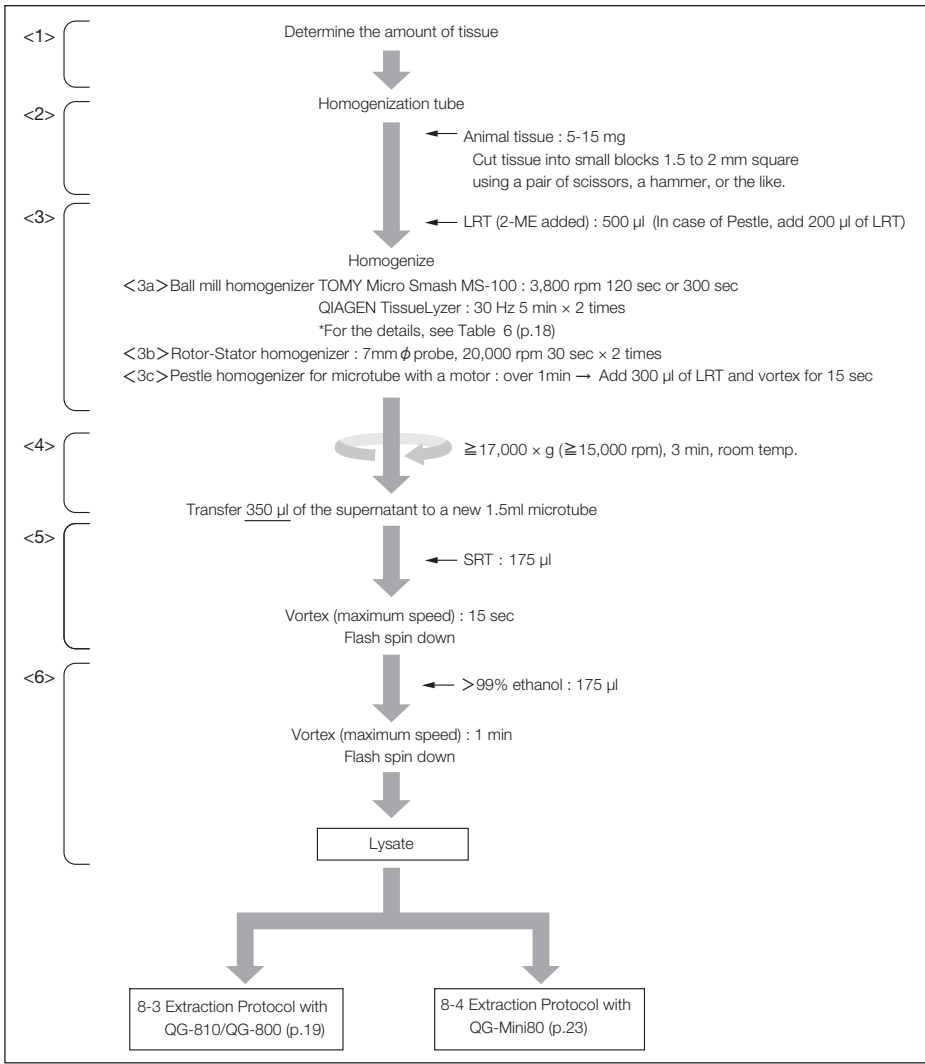 <1>
Determine the amount of tissue
<2>
Homogenization tube
Animal tissue : 5-15 mg
Cut tissue into small blocks 1.5 to 2 mm square
using a pair of scissors, a hammer, or the like.
<3>
LRT (2-ME added) : 500 µl (In case of Pestle, add 200 µl of LRT)
Homogenize
<3a> Ball mill homogenizer TOMY Micro Smash MS-100 : 3,800 rpm 120 sec or 300 sec
QIAGEN TissueLyzer : 30 Hz 5 min × 2 times
*For the details, see Table 6 (p.18)
<3b> Rotor-Stator homogenizer : 7mm ϕ probe, 20,000 rpm 30 sec × 2 times
<3c> Pestle homogenizer for microtube with a motor : over 1min → Add 300 µl of LRT and vortex for 15 sec
<4>
≧17,000 × g (≧15,000 rpm), 3 min, room temp.
Transfer 350 µl of the supernatant to a new 1.5ml microtube
<5>
SRT : 175 µl
Vortex (maximum speed) : 15 sec
Flash spin down
<6>
>99% ethanol : 175 µl
Vortex (maximum speed) : 1 min
Flash spin down
Lysate
8-3 Extraction Protocol with
QG-810/QG-800 (p.19)
8-4 Extraction Protocol with
QG-Mini80 (p.23)